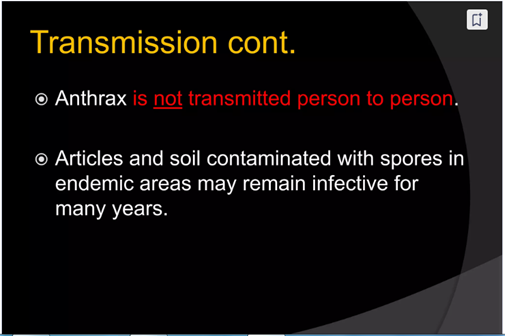 Transmission cont.
Anthrax is not transmitted person to person.
Articles and soil contaminated with spores in
endemic areas may remain infective for
many years.